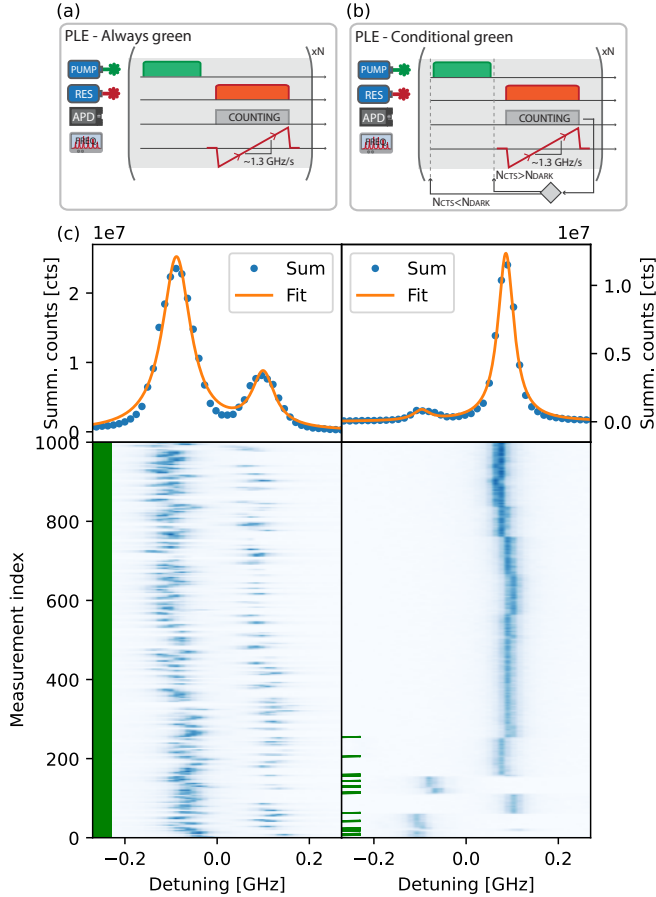 (a)
PLE - Always green
xN
PUMP
RES
APD
COUNTING
~1.3 GHz/s
(b)
PLE - Conditional green
xN
PUMP
RES
APD
COUNTING
~1.3 GHz/s
NCTS>NDARK
NCTS<NDARK
(c)
1e7
Summ. counts [cts]
2
1
0
Sum
Fit
1e7
Summ. counts [cts]
1.0
0.5
0.0
Sum
Fit
Measurement index
1000
800
600
400
200
0
−0.2 0.0 0.2
Detuning [GHz]
−0.2 0.0 0.2
Detuning [GHz]